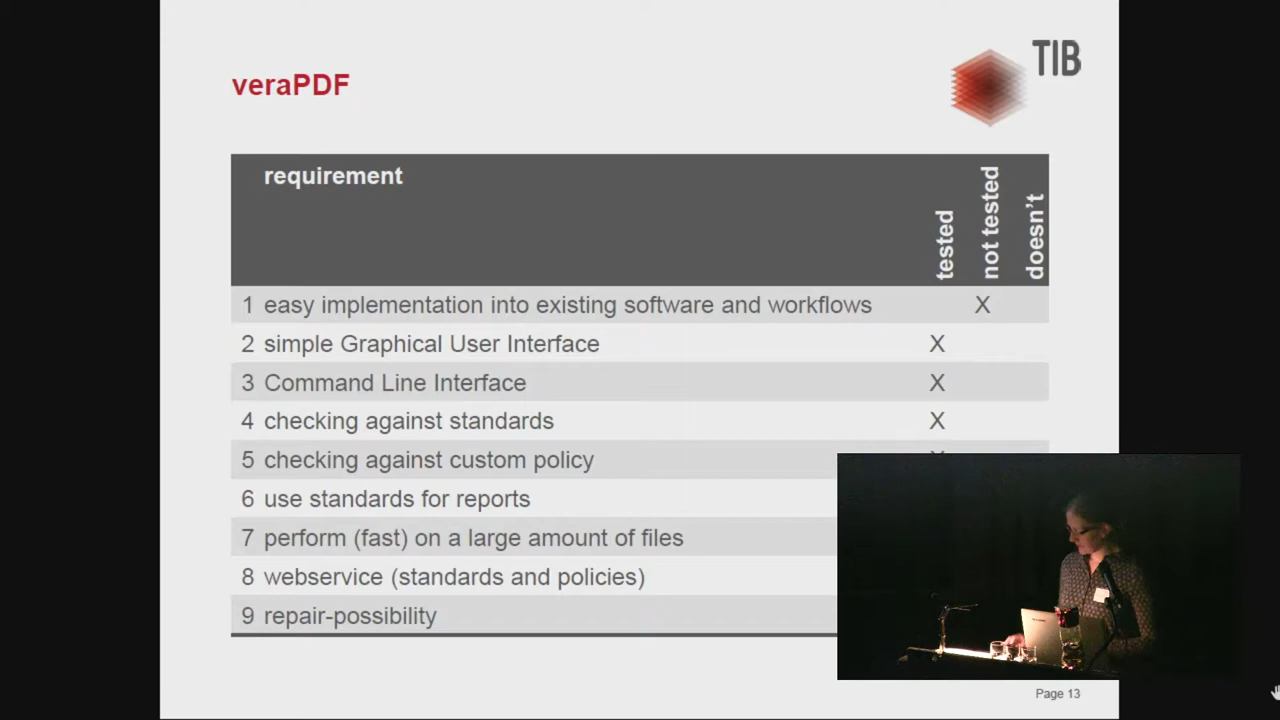 TIB
veraPDF
requirement
tested
not tested
doesn't
1 easy implementation into existing software and workflows X
2 simple Graphical User Interface X
3 Command Line Interface X
4 checking against standards X
5 checking against custom policy
6 use standards for reports
7 perform (fast) on a large amount of files
8 webservice (standards and policies)
9 repair-possibility
Page 13